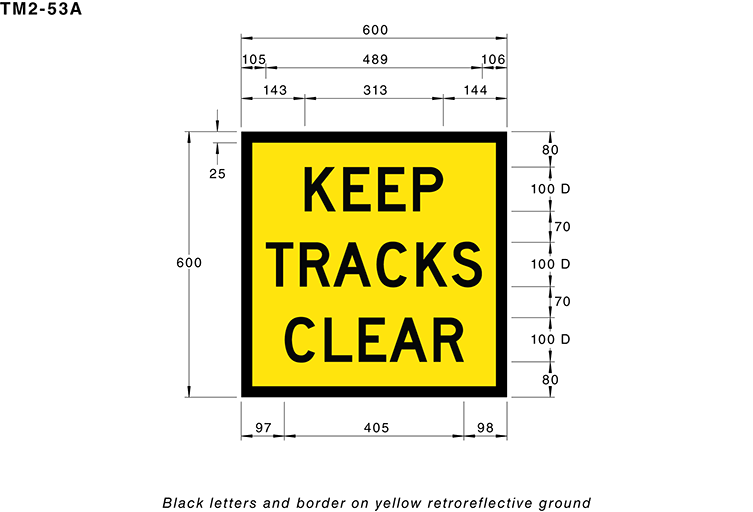 TM2-53A
600
105 489 106
143 313 144
25
80
KEEP
100 D
70
600
TRACKS
100 D
70
CLEAR
100 D
80
97 405 98
Black letters and border on yellow retroreflective ground